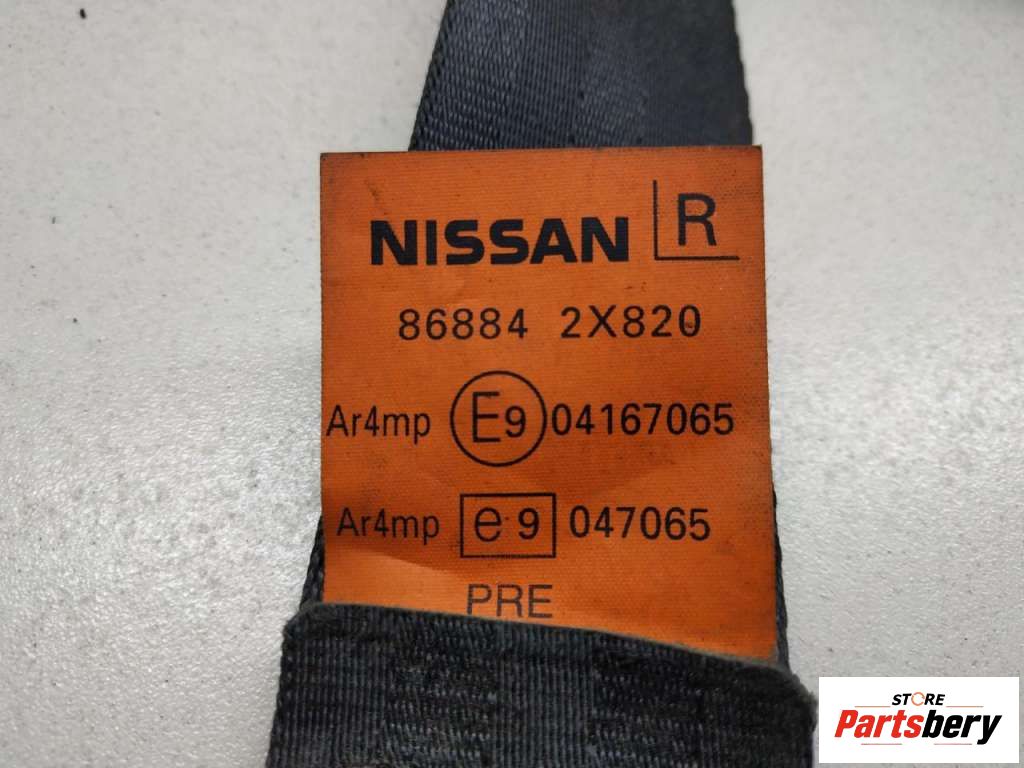 NISSAN R
86884 2X820
Ar4mp E9 04167065
Ar4mp e9 047065
PRE
STORE
Partsbery